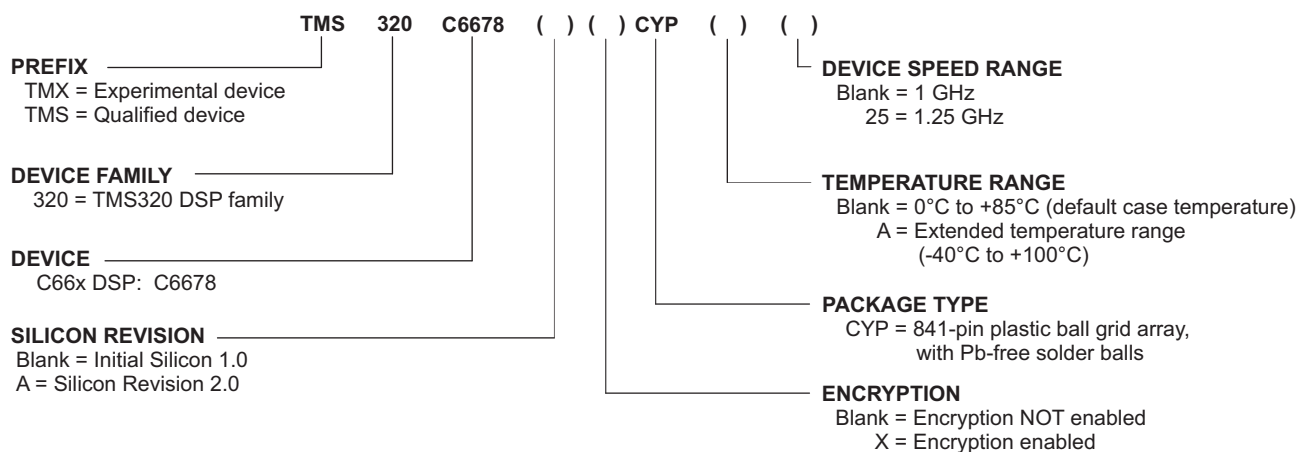 TMS 320 C6678 ( ) ( ) CYP ( ) ( )
PREFIX
TMX = Experimental device
TMS = Qualified device
DEVICE FAMILY
320 = TMS320 DSP family
DEVICE
C66x DSP: C6678
SILICON REVISION
Blank = Initial Silicon 1.0
A = Silicon Revision 2.0
DEVICE SPEED RANGE
Blank = 1 GHz
25 = 1.25 GHz
TEMPERATURE RANGE
Blank = 0°C to +85°C (default case temperature)
A = Extended temperature range
(-40°C to +100°C)
PACKAGE TYPE
CYP = 841-pin plastic ball grid array,
with Pb-free solder balls
ENCRYPTION
Blank = Encryption NOT enabled
X = Encryption enabled